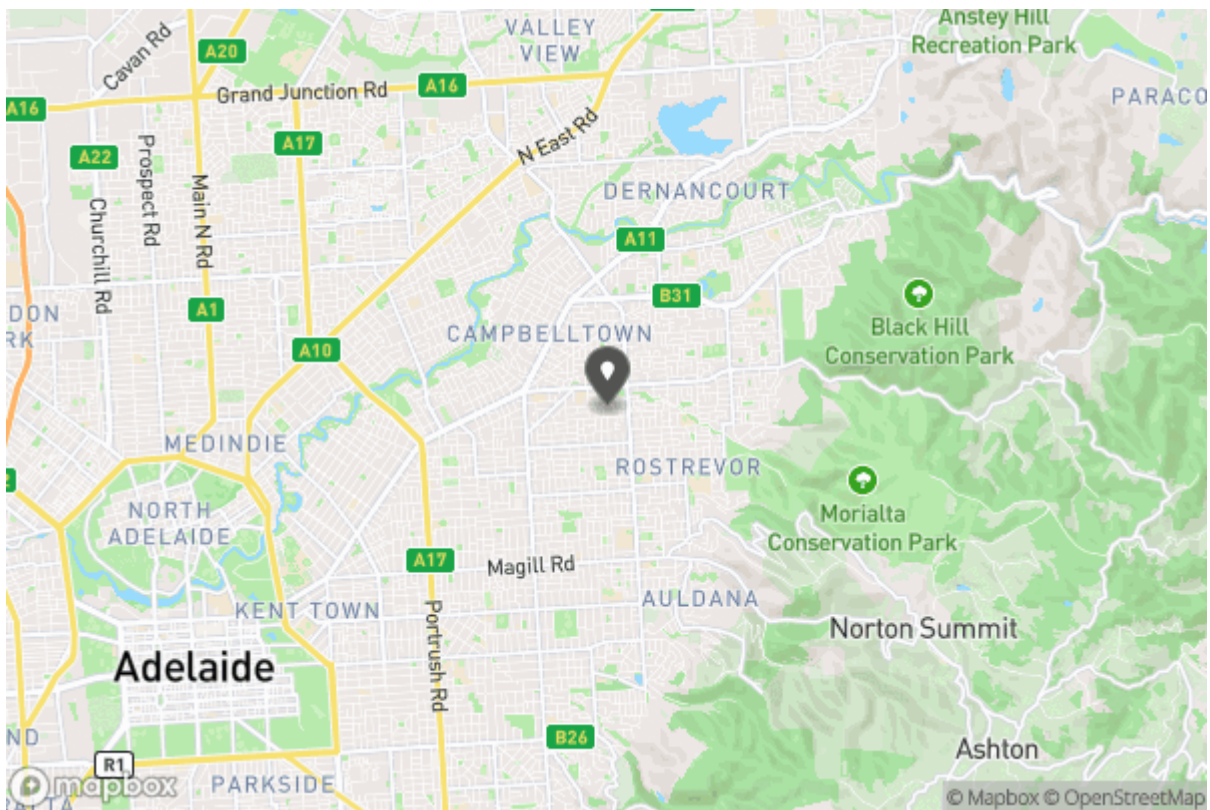 VALLEY
VIEW
Anstey Hill
Recreation Park
Cavan Rd
A20
Grand Junction Rd
A16
A16
PARACO
A22
Prospect Rd
A17
N East Rd
Churchill Rd
Main N Rd
DERNANCOURT
A11
B31
DON
RK
A1
CAMPBELLTOWN
A10
Black Hill
Conservation Park
MEDINDIE
ROSTREVOR
NORTH
ADELAIDE
Morialta
Conservation Park
A17
Magill Rd
KENT TOWN
Portrush Rd
AULDANA
Norton Summit
Adelaide
ND
B26
Ashton
R1
PARKSIDE
mapbox
© Mapbox © OpenStreetMap